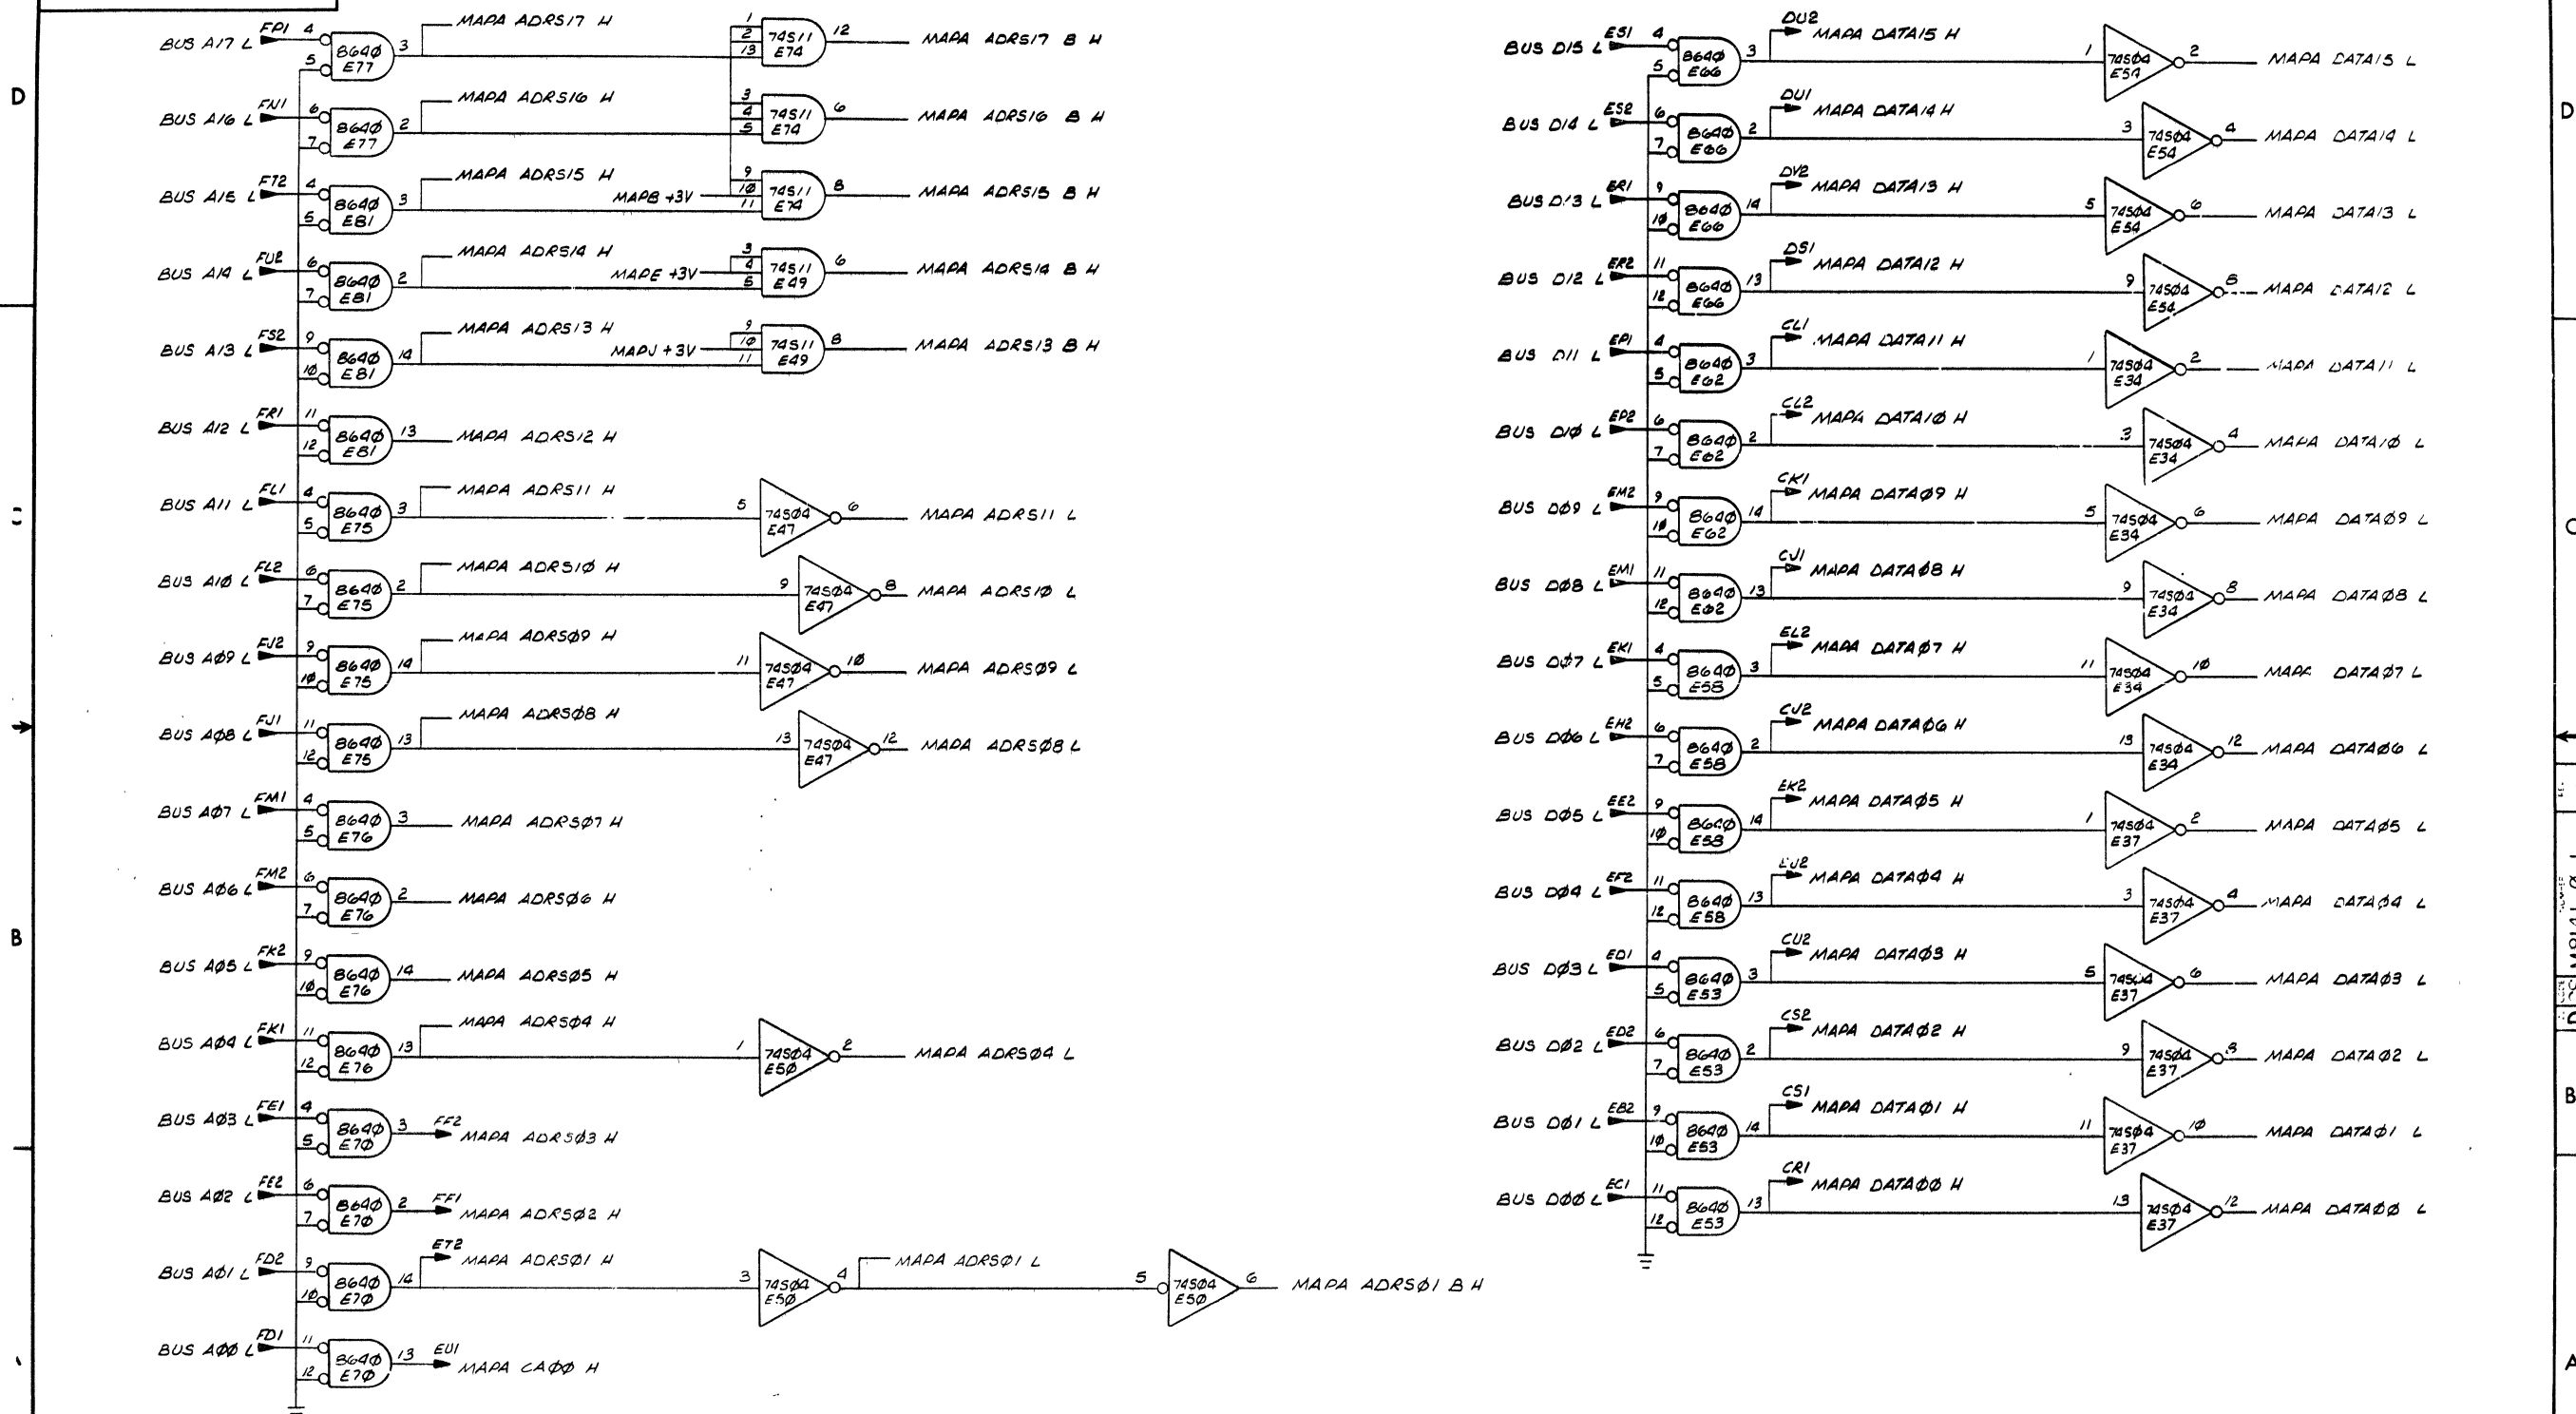 D
BUS A17 L FP1 4 5 8640 E77 3 MAPA ADRS17 H 1 2 13 74S11 E74 12 MAPA ADRS17 B H
BUS A16 L FN1 6 7 8640 E77 2 MAPA ADRS16 H 3 4 5 74S11 E74 6 MAPA ADRS16 B H
BUS A15 L FT2 4 5 8640 E81 3 MAPA ADRS15 H MAPB +3V 9 10 11 74S11 E74 8 MAPA ADRS15 B H
BUS A14 L FU2 6 7 8640 E81 2 MAPA ADRS14 H MAPE +3V 3 4 5 74S11 E49 6 MAPA ADRS14 B H
BUS A13 L FS2 9 10 8640 E81 14 MAPA ADRS13 H MAPJ +3V 9 10 11 74S11 E49 8 MAPA ADRS13 B H
BUS A12 L FR1 11 12 8640 E81 13 MAPA ADRS12 H
BUS A11 L FL1 4 5 8640 E75 3 MAPA ADRS11 H 5 74S04 E47 6 MAPA ADRS11 L
BUS A10 L FL2 6 7 8640 E75 2 MAPA ADRS10 H 9 74S04 E47 8 MAPA ADRS10 L
BUS A09 L FJ2 9 10 8640 E75 14 MAPA ADRS09 H 11 74S04 E47 10 MAPA ADRS09 L
BUS A08 L FJ1 11 12 8640 E75 13 MAPA ADRS08 H 13 74S04 E47 12 MAPA ADRS08 L
BUS A07 L FM1 4 5 8640 E76 3 MAPA ADRS07 H
BUS A06 L FM2 6 7 8640 E76 2 MAPA ADRS06 H
B
BUS A05 L FK2 9 10 8640 E76 14 MAPA ADRS05 H
BUS A04 L FK1 11 12 8640 E76 13 MAPA ADRS04 H 1 74S04 E50 2 MAPA ADRS04 L
BUS A03 L FE1 4 5 8640 E70 3 FF2 MAPA ADRS03 H
BUS A02 L FE2 6 7 8640 E70 2 FF1 MAPA ADRS02 H
BUS A01 L FD2 9 10 8640 E70 14 ET2 MAPA ADRS01 H 3 74S04 E50 4 MAPA ADRS01 L 5 74S04 E50 6 MAPA ADRS01 B H
BUS A00 L FD1 11 12 8640 E70 13 EU1 MAPA CA00 H
BUS D15 L ES1 4 5 8640 E66 3 DU2 MAPA DATA15 H 1 74S04 E54 2 MAPA DATA15 L
D
BUS D14 L ES2 6 7 8640 E66 2 DU1 MAPA DATA14 H 3 74S04 E54 4 MAPA DATA14 L
BUS D13 L ER1 9 10 8640 E66 14 DV2 MAPA DATA13 H 5 74S04 E54 6 MAPA DATA13 L
BUS D12 L ER2 11 12 8640 E66 13 DS1 MAPA DATA12 H 9 74S04 E54 8 MAPA DATA12 L
BUS D11 L EP1 4 5 8640 E62 3 CL1 MAPA DATA11 H 1 74S04 E34 2 MAPA DATA11 L
BUS D10 L EP2 6 7 8640 E62 2 CL2 MAPA DATA10 H 3 74S04 E34 4 MAPA DATA10 L
BUS D09 L EM2 9 10 8640 E62 14 CK1 MAPA DATA09 H 5 74S04 E34 6 MAPA DATA09 L
BUS D08 L EM1 11 12 8640 E62 13 CJ1 MAPA DATA08 H 9 74S04 E34 8 MAPA DATA08 L
BUS D07 L EK1 4 5 8640 E58 3 EL2 MAPA DATA07 H 11 74S04 E34 10 MAPA DATA07 L
BUS D06 L EH2 6 7 8640 E58 2 CJ2 MAPA DATA06 H 13 74S04 E34 12 MAPA DATA06 L
BUS D05 L EE2 9 10 8640 E58 14 EK2 MAPA DATA05 H 1 74S04 E37 2 MAPA DATA05 L
BUS D04 L EF2 11 12 8640 E58 13 EJ2 MAPA DATA04 H 3 74S04 E37 4 MAPA DATA04 L
BUS D03 L ED1 4 5 8640 E53 3 CU2 MAPA DATA03 H 5 74S04 E37 6 MAPA DATA03 L
BUS D02 L ED2 6 7 8640 E53 2 CS2 MAPA DATA02 H 9 74S04 E37 8 MAPA DATA02 L
B
BUS D01 L EB2 9 10 8640 E53 14 CS1 MAPA DATA01 H 11 74S04 E37 10 MAPA DATA01 L
BUS D00 L EC1 11 12 8640 E53 13 CR1 MAPA DATA00 H 13 74S04 E37 12 MAPA DATA00 L
A